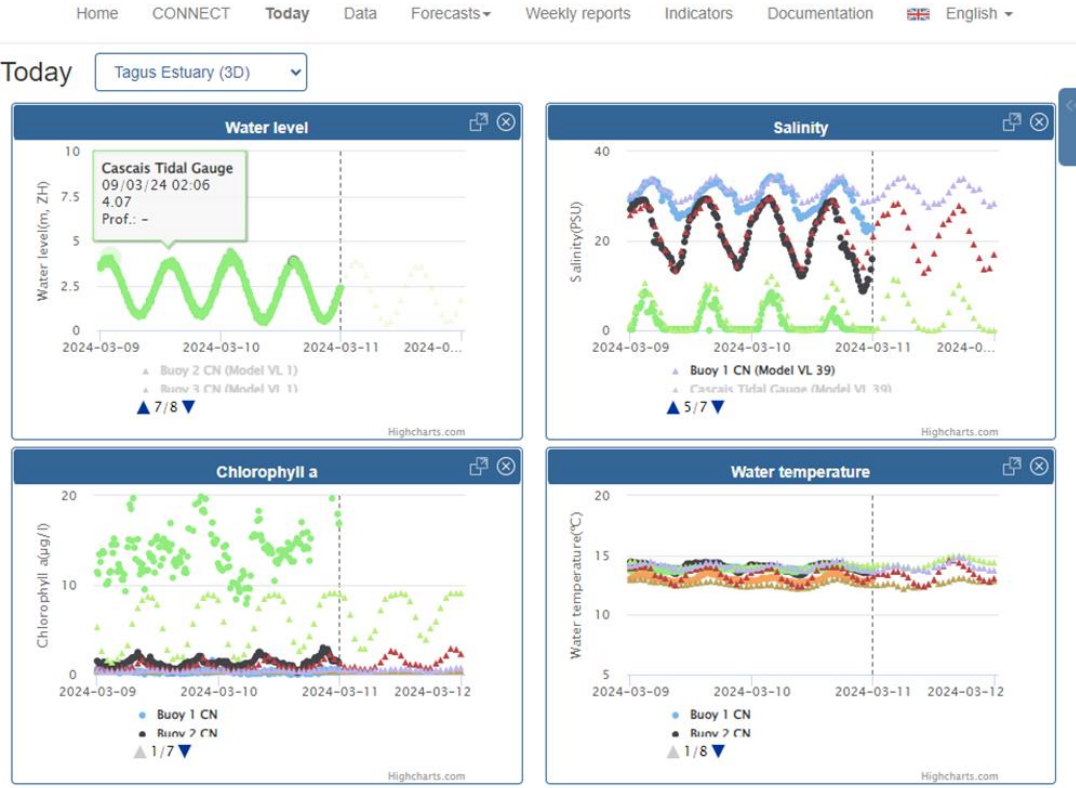 Home CONNECT Today Data Forecasts Weekly reports Indicators Documentation English
Today Tagus Estuary (3D)
Water level
Water level(m, ZH)
10
7.5
5
2.5
0
Cascais Tidal Gauge
09/03/24 02:06
4.07
Prof.: –
2024-03-09 2024-03-10 2024-03-11 2024-0...
Buoy 2 CN (Model VL 1)
Buoy 3 CN (Model VL 1)
7/8
Highcharts.com
Salinity
Salinity(PSU)
40
20
0
2024-03-09 2024-03-10 2024-03-11 2024-0...
Buoy 1 CN (Model VL 39)
Cascais Tidal Gauge (Model VL 39)
5/7
Highcharts.com
Chlorophyll a
Chlorophyll a(µg/l)
20
10
0
2024-03-09 2024-03-10 2024-03-11 2024-03-12
Buoy 1 CN
Buoy 2 CN
1/7
Highcharts.com
Water temperature
Water temperature(ºC)
20
15
10
5
2024-03-09 2024-03-10 2024-03-11 2024-03-12
Buoy 1 CN
Buoy 2 CN
1/8
Highcharts.com